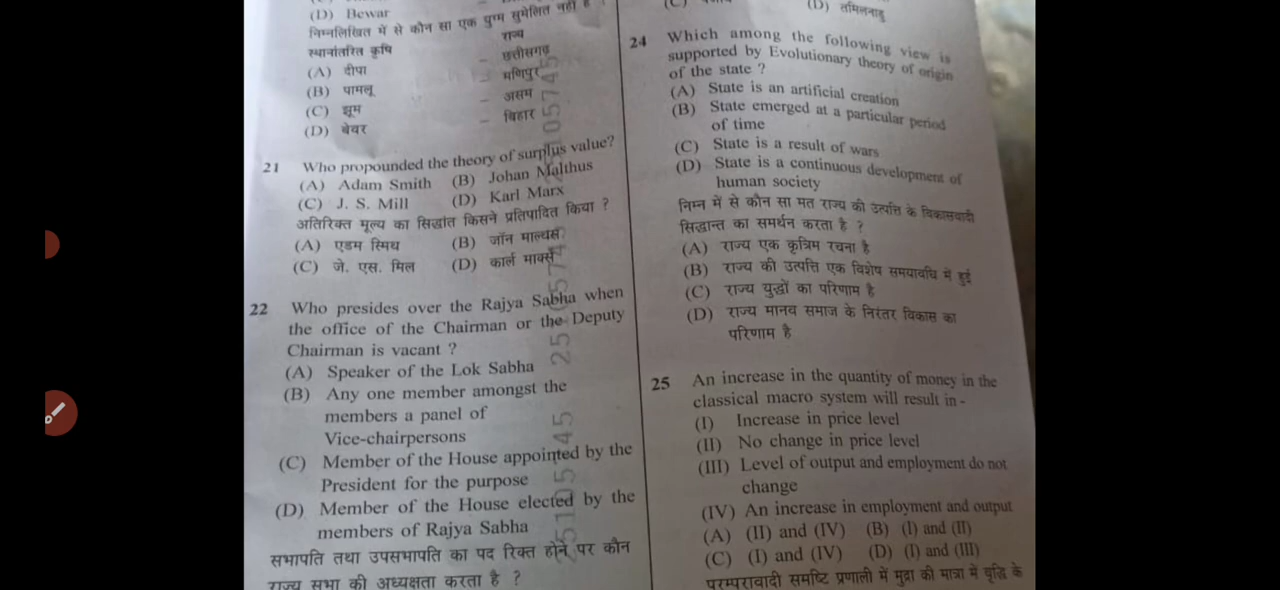 (D) Bewar
निम्नलिखित में से कौन सा एक युग्म सुमेलित नहीं है ?
स्थानांतरित कृषि राज्य
(A) दीपा – छत्तीसगढ़
(B) पामलू – मणिपुर
(C) झूम – असम
(D) बेवर – बिहार
21 Who propounded the theory of surplus value?
(A) Adam Smith (B) Johan Malthus
(C) J. S. Mill (D) Karl Marx
अतिरिक्त मूल्य का सिद्धांत किसने प्रतिपादित किया ?
(A) एडम स्मिथ (B) जॉन माल्थस
(C) जे. एस. मिल (D) कार्ल मार्क्स
22 Who presides over the Rajya Sabha when
the office of the Chairman or the Deputy
Chairman is vacant ?
(A) Speaker of the Lok Sabha
(B) Any one member amongst the
members a panel of
Vice-chairpersons
(C) Member of the House appointed by the
President for the purpose
(D) Member of the House elected by the
members of Rajya Sabha
सभापति तथा उपसभापति का पद रिक्त होने पर कौन
राज्य सभा की अध्यक्षता करता है ?
(D) तमिलनाडु
24 Which among the following view is
supported by Evolutionary theory of origin
of the state ?
(A) State is an artificial creation
(B) State emerged at a particular period
of time
(C) State is a result of wars
(D) State is a continuous development of
human society
निम्न में से कौन सा मत राज्य की उत्पत्ति के विकासवादी
सिद्धान्त का समर्थन करता है ?
(A) राज्य एक कृत्रिम रचना है
(B) राज्य की उत्पत्ति एक विशेष समयावधि में हुई
(C) राज्य युद्धों का परिणाम है
(D) राज्य मानव समाज के निरंतर विकास का
परिणाम है
25 An increase in the quantity of money in the
classical macro system will result in -
(I) Increase in price level
(II) No change in price level
(III) Level of output and employment do not
change
(IV) An increase in employment and output
(A) (II) and (IV) (B) (I) and (II)
(C) (I) and (IV) (D) (I) and (III)
परम्परावादी समष्टि प्रणाली में मुद्रा की मात्रा में वृद्धि के